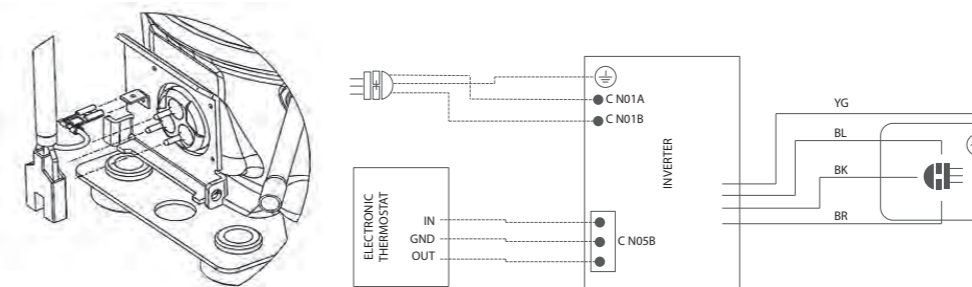 C N01A
C N01B
INVERTER
ELECTRONIC
THERMOSTAT
IN
GND
OUT
C N05B
YG
BL
BK
BR